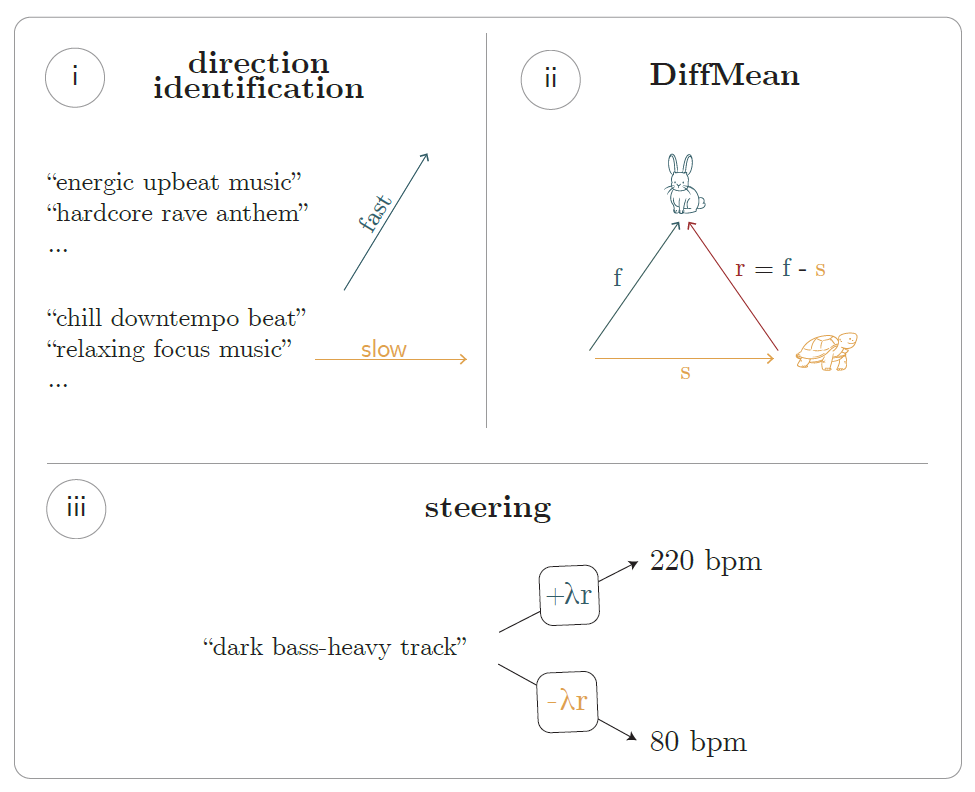 i
direction
identification
“energic upbeat music”
“hardcore rave anthem”
...
fast
“chill downtempo beat”
“relaxing focus music”
...
slow
ii
DiffMean
f
r = f - s
s
iii
steering
“dark bass-heavy track”
+λr
220 bpm
-λr
80 bpm